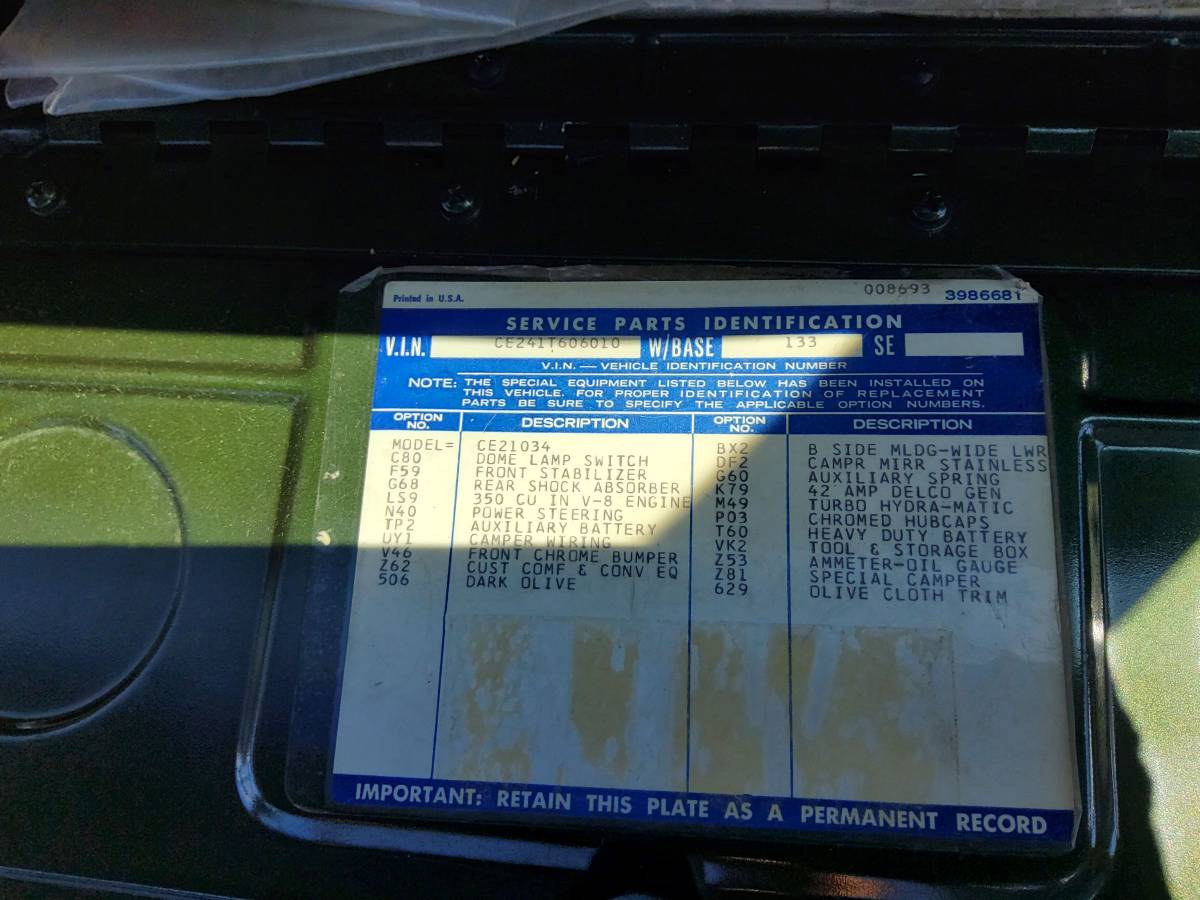 Printed in U.S.A. 008693 3986681
SERVICE PARTS IDENTIFICATION
V.I.N. CE241T606010 W/BASE 133 SE
V.I.N. — VEHICLE IDENTIFICATION NUMBER
NOTE: THE SPECIAL EQUIPMENT LISTED BELOW HAS BEEN INSTALLED ON
THIS VEHICLE. FOR PROPER IDENTIFICATION OF REPLACEMENT
PARTS BE SURE TO SPECIFY THE APPLICABLE OPTION NUMBERS.
OPTION NO. DESCRIPTION OPTION NO. DESCRIPTION
MODEL= CE21034 BX2 B SIDE MLDG-WIDE LWR
C80 DOME LAMP SWITCH DF2 CAMPR MIRR STAINLESS
F59 FRONT STABILIZER G60 AUXILIARY SPRING
G68 REAR SHOCK ABSORBER K79 42 AMP DELCO GEN
LS9 350 CU IN V-8 ENGINE M49 TURBO HYDRA-MATIC
N40 POWER STEERING P03 CHROMED HUBCAPS
TP2 AUXILIARY BATTERY T60 HEAVY DUTY BATTERY
UY1 CAMPER WIRING VK2 TOOL & STORAGE BOX
V46 FRONT CHROME BUMPER Z53 AMMETER-OIL GAUGE
Z62 CUST COMF & CONV EQ Z81 SPECIAL CAMPER
506 DARK OLIVE 629 OLIVE CLOTH TRIM
IMPORTANT: RETAIN THIS PLATE AS A PERMANENT RECORD